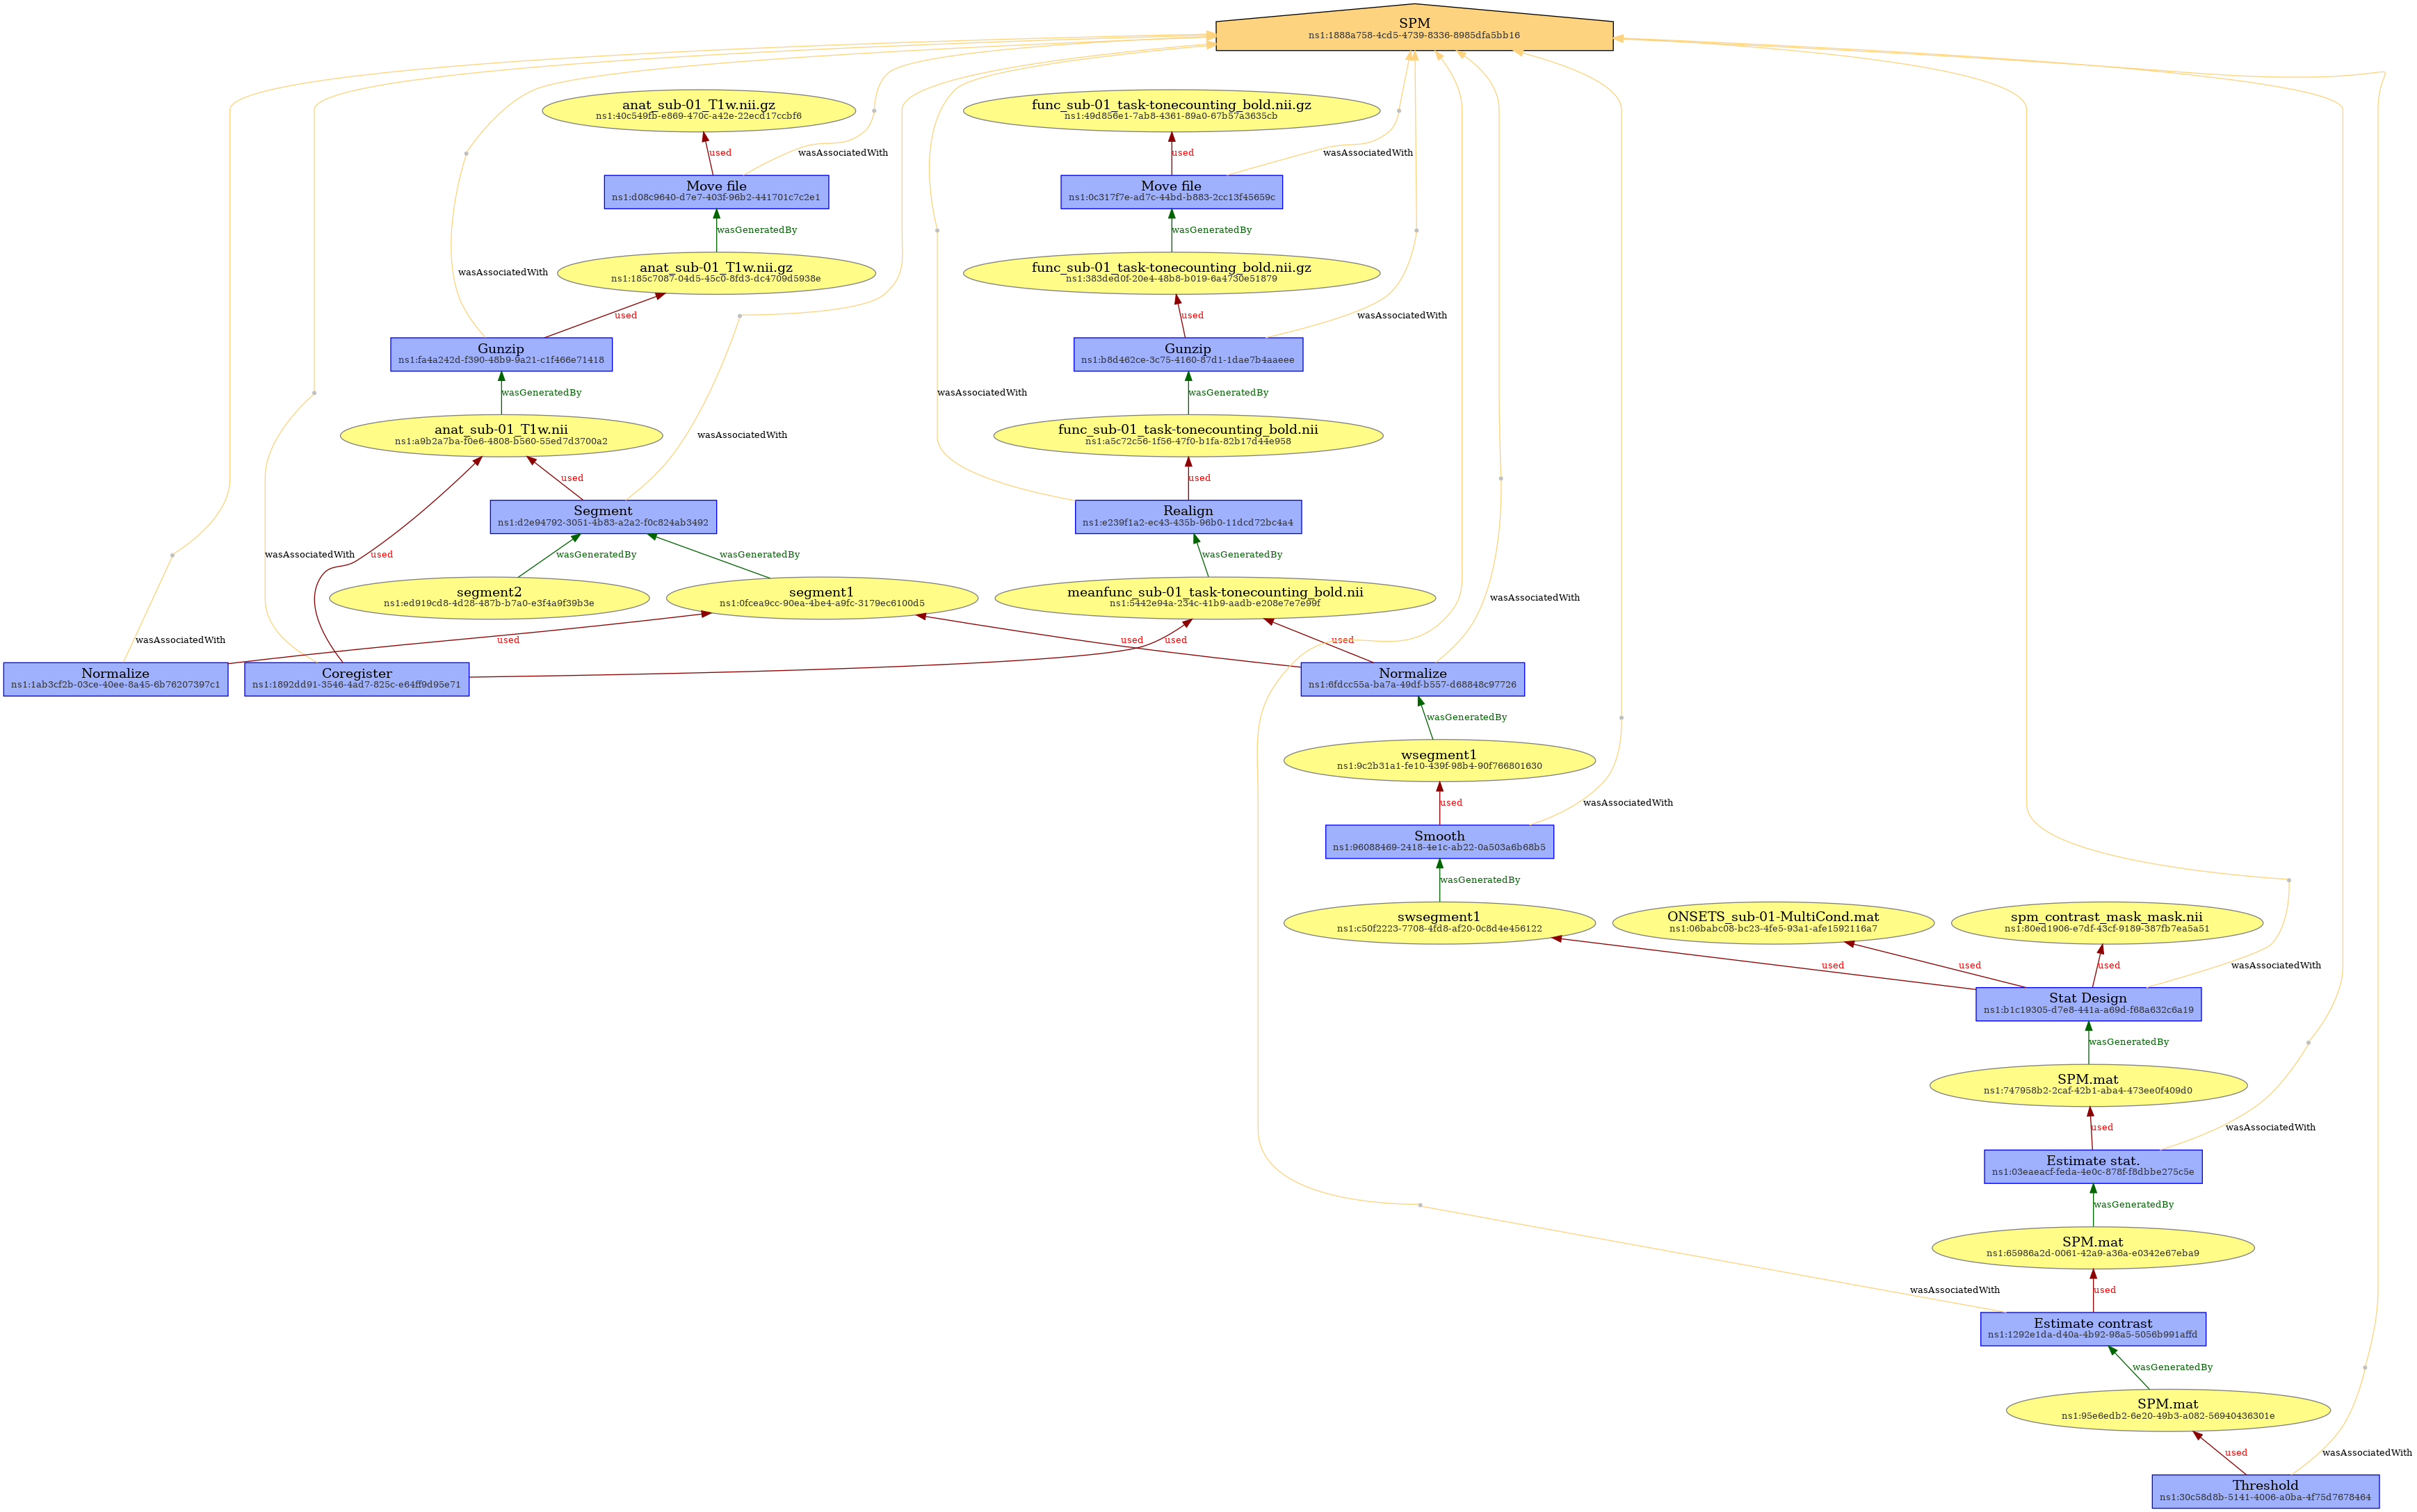 SPM
ns1:1888a758-4cd5-4739-8336-8985dfa5bb16
anat_sub-01_T1w.nii.gz
ns1:40c549fb-e869-470c-a42e-22ecd17ccbf6
func_sub-01_task-tonecounting_bold.nii.gz
ns1:49d856e1-7ab8-4361-89a0-67b57a3635cb
used
wasAssociatedWith
used
wasAssociatedWith
Move file
ns1:d08c9640-d7e7-403f-96b2-441701c7c2e1
Move file
ns1:0c317f7e-ad7c-44bd-b883-2cc13f45659c
wasGeneratedBy
wasGeneratedBy
wasAssociatedWith
anat_sub-01_T1w.nii.gz
ns1:185c7087-04d5-45c0-8fd3-dc4709d5938e
func_sub-01_task-tonecounting_bold.nii.gz
ns1:383ded0f-20e4-48b8-b019-6a4730e51879
used
used
wasAssociatedWith
Gunzip
ns1:fa4a242d-f390-48b9-9a21-c1f466e71418
Gunzip
ns1:b8d462ce-3c75-4160-87d1-1dae7b4aaeee
wasGeneratedBy
wasAssociatedWith
wasGeneratedBy
anat_sub-01_T1w.nii
ns1:a9b2a7ba-f0e6-4808-b560-55ed7d3700a2
wasAssociatedWith
func_sub-01_task-tonecounting_bold.nii
ns1:a5c72c56-1f56-47f0-b1fa-82b17d44e958
used
used
Segment
ns1:d2e94792-3051-4b83-a2a2-f0c824ab3492
Realign
ns1:e239f1a2-ec43-435b-96b0-11dcd72bc4a4
wasAssociatedWith
used
wasGeneratedBy
wasGeneratedBy
wasGeneratedBy
segment2
ns1:ed919cd8-4d28-487b-b7a0-e3f4a9f39b3e
segment1
ns1:0fcea9cc-90ea-4be4-a9fc-3179ec6100d5
meanfunc_sub-01_task-tonecounting_bold.nii
ns1:5442e94a-234c-41b9-aadb-e208e7e7e99f
wasAssociatedWith
wasAssociatedWith
used
used
used
used
Normalize
ns1:1ab3cf2b-03ce-40ee-8a45-6b76207397c1
Coregister
ns1:1892dd91-3546-4ad7-825c-e64ff9d95e71
Normalize
ns1:6fdcc55a-ba7a-49df-b557-d68848c97726
wasGeneratedBy
wsegment1
ns1:9c2b31a1-fe10-439f-98b4-90f766801630
used
wasAssociatedWith
Smooth
ns1:96088469-2418-4e1c-ab22-0a503a6b68b5
wasGeneratedBy
swsegment1
ns1:c50f2223-7708-4fd8-af20-0c8d4e456122
ONSETS_sub-01-MultiCond.mat
ns1:06babc08-bc23-4fe5-93a1-afe1592116a7
spm_contrast_mask_mask.nii
ns1:80ed1906-e7df-43cf-9189-387fb7ea5a51
used
used
used
wasAssociatedWith
Stat Design
ns1:b1c19305-d7e8-441a-a69d-f68a632c6a19
wasGeneratedBy
SPM.mat
ns1:747958b2-2caf-42b1-aba4-473ee0f409d0
used
wasAssociatedWith
Estimate stat.
ns1:03eaeacf-feda-4e0c-878f-f8dbbe275c5e
wasGeneratedBy
SPM.mat
ns1:65986a2d-0061-42a9-a36a-e0342e67eba9
wasAssociatedWith
used
Estimate contrast
ns1:1292e1da-d40a-4b92-98a5-5056b991affd
wasGeneratedBy
SPM.mat
ns1:95e6edb2-6e20-49b3-a082-56940436301e
used
wasAssociatedWith
Threshold
ns1:30c58d8b-5141-4006-a0ba-4f75d7678464